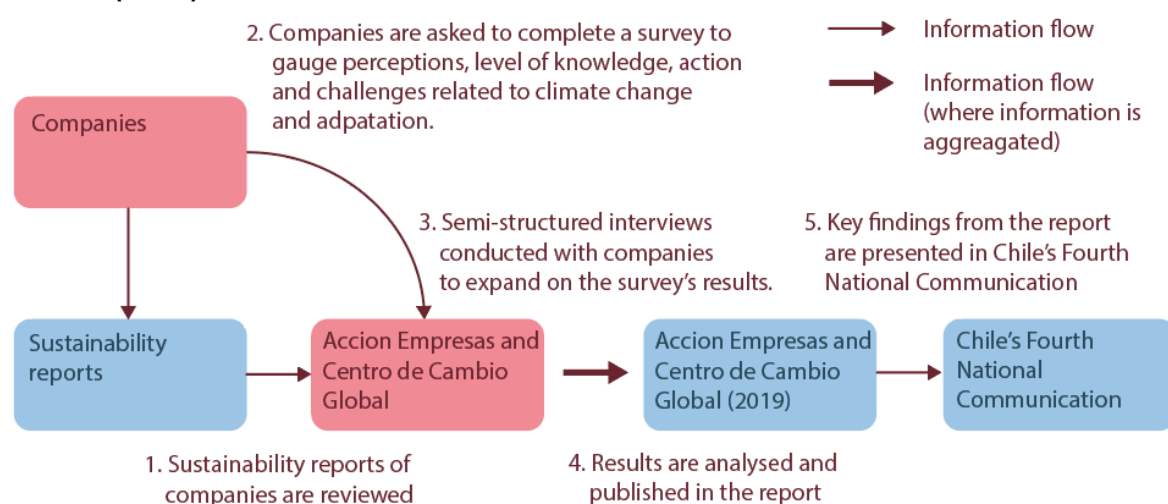 2. Companies are asked to complete a survey to
gauge perceptions, level of knowledge, action
and challenges related to climate change
and adpatation.
Information flow
Information flow
(where information is
aggreagated)
Companies
3. Semi-structured interviews
conducted with companies
to expand on the survey's results.
5. Key findings from the report
are presented in Chile's Fourth
National Communication
Sustainability
reports
Accion Empresas and
Centro de Cambio
Global
Accion Empresas and
Centro de Cambio
Global (2019)
Chile's Fourth
National
Communication
1. Sustainability reports of
companies are reviewed
4. Results are analysed and
published in the report